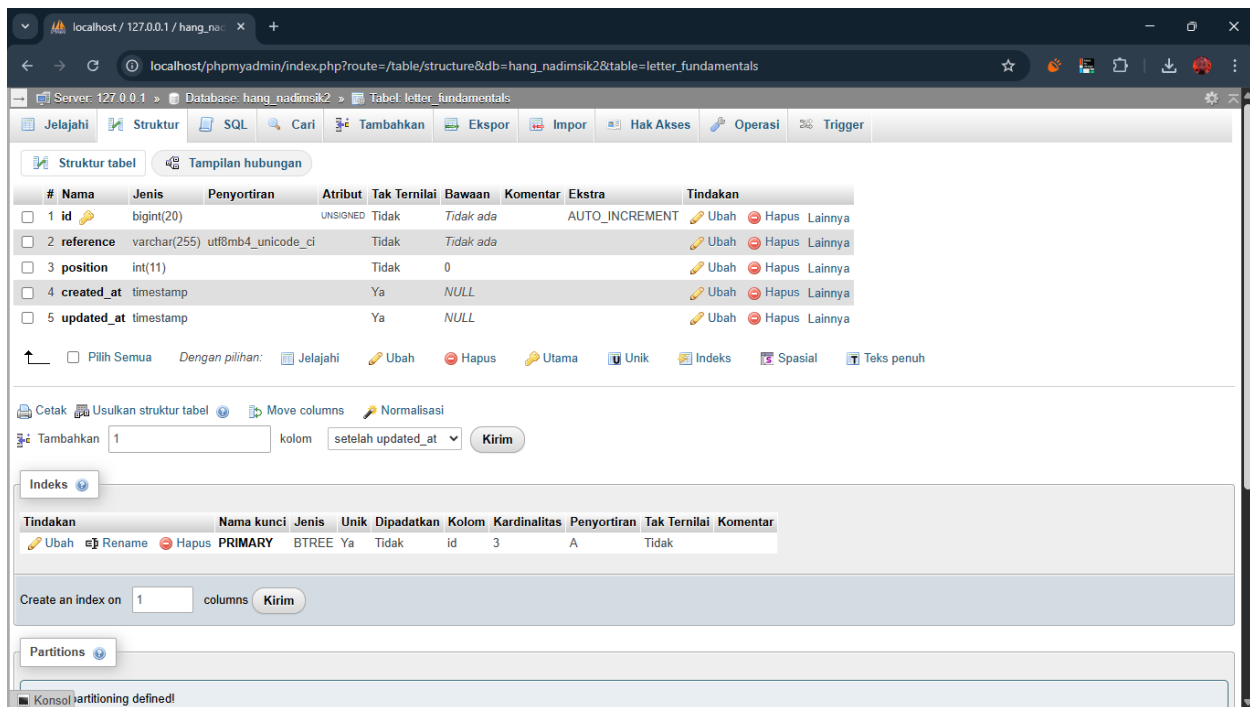 localhost / 127.0.0.1 / hang_nad
localhost/phpmyadmin/index.php?route=/table/structure&db=hang_nadimsik2&table=letter_fundamentals
Server: 127.0.0.1 » Database: hang_nadimsik2 » Tabel: letter_fundamentals
Jelajahi Struktur SQL Cari Tambahkan Ekspor Impor Hak Akses Operasi Trigger
Struktur tabel Tampilan hubungan
# Nama Jenis Penyortiran Atribut Tak Ternilai Bawaan Komentar Ekstra Tindakan
1 id bigint(20) UNSIGNED Tidak Tidak ada AUTO_INCREMENT Ubah Hapus Lainnya
2 reference varchar(255) utf8mb4_unicode_ci Tidak Tidak ada Ubah Hapus Lainnya
3 position int(11) Tidak 0 Ubah Hapus Lainnya
4 created_at timestamp Ya NULL Ubah Hapus Lainnya
5 updated_at timestamp Ya NULL Ubah Hapus Lainnya
Pilih Semua Dengan pilihan: Jelajahi Ubah Hapus Utama Unik Indeks Spasial Teks penuh
Cetak Usulkan struktur tabel Move columns Normalisasi
Tambahkan 1 kolom setelah updated_at Kirim
Indeks
Tindakan Nama kunci Jenis Unik Dipadatkan Kolom Kardinalitas Penyortiran Tak Ternilai Komentar
Ubah Rename Hapus PRIMARY BTREE Ya Tidak id 3 A Tidak
Create an index on 1 columns Kirim
Partitions
Konsol partitioning defined!